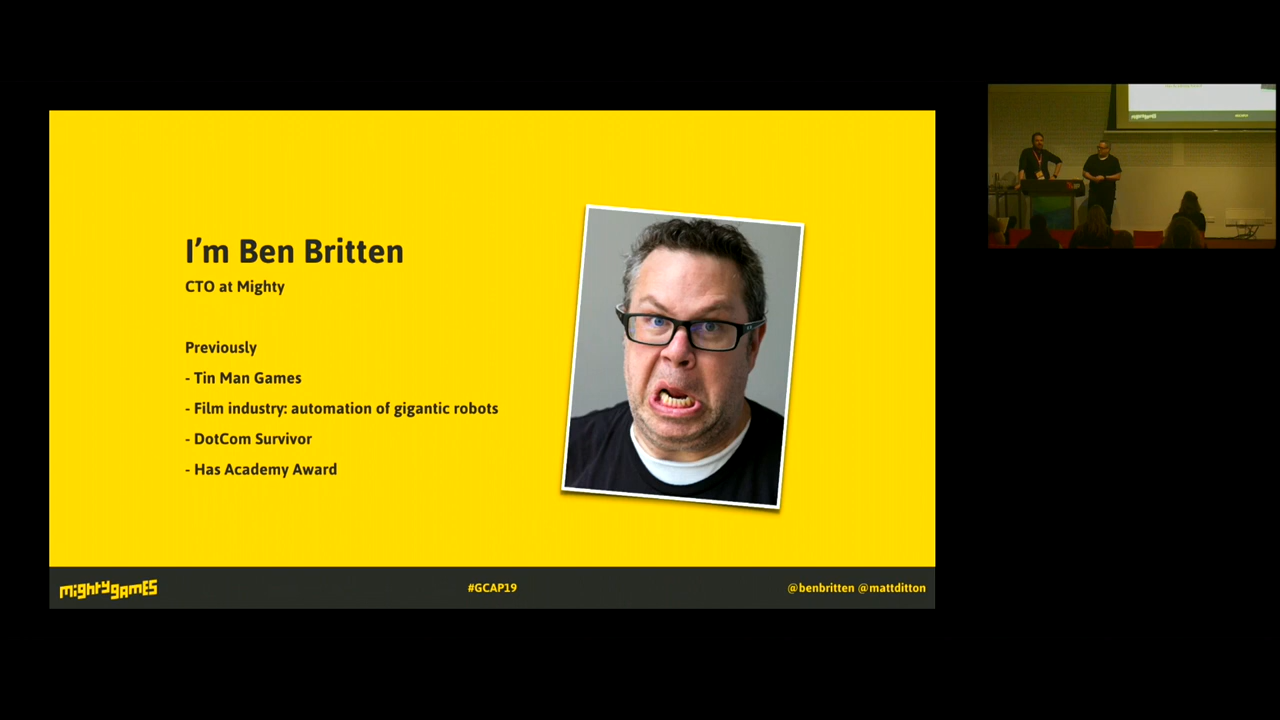 I'm Ben Britten
CTO at Mighty
Previously
- Tin Man Games
- Film industry: automation of gigantic robots
- DotCom Survivor
- Has Academy Award
mightygames
#GCAP19
@benbritten @mattditton